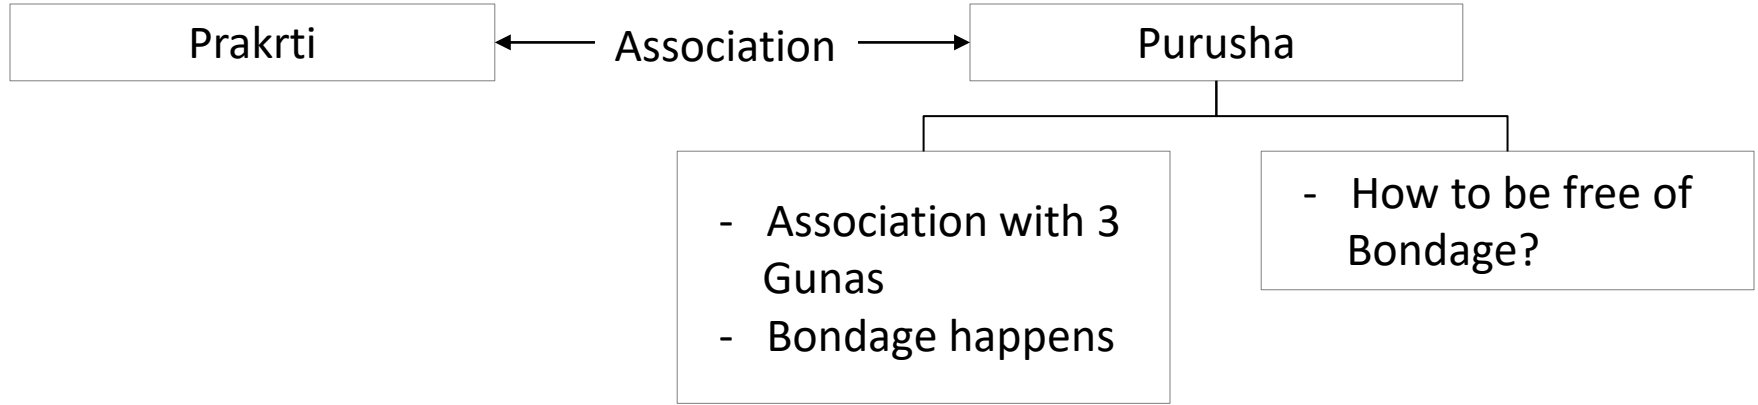 Prakrti
Association
Purusha
- Association with 3
Gunas
- Bondage happens
- How to be free of
Bondage?